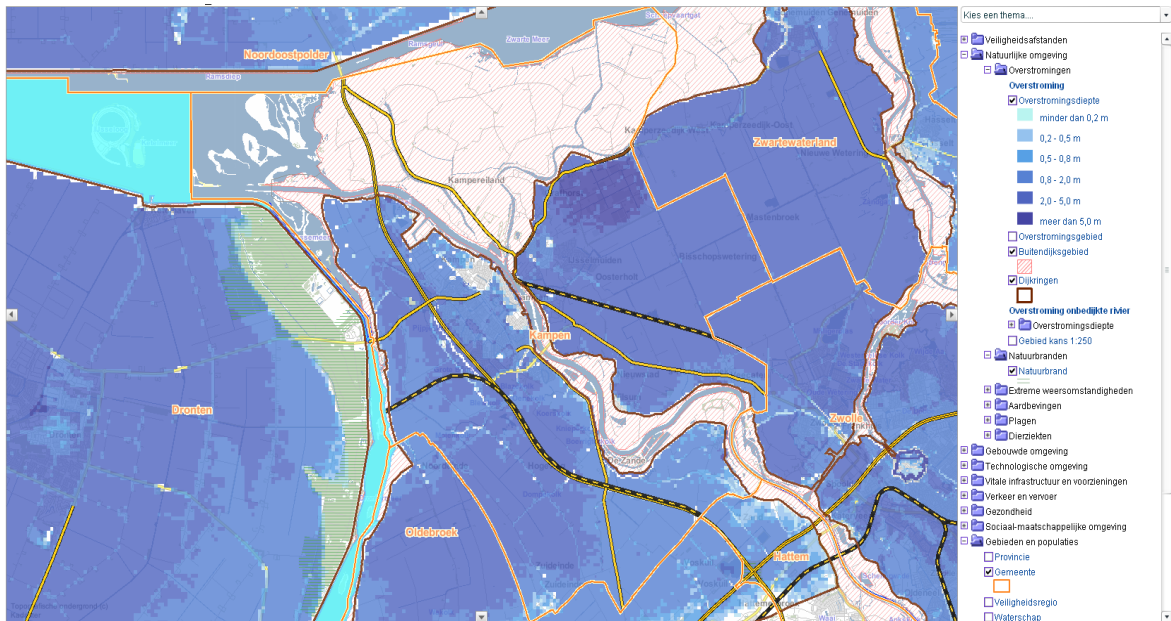 Kies een thema....
Veiligheidsafstanden
Natuurlijke omgeving
Overstromingen
Overstroming
Overstromingsdiepte
minder dan 0,2 m
0,2 - 0,5 m
0,5 - 0,8 m
0,8 - 2,0 m
2,0 - 5,0 m
meer dan 5,0 m
Overstromingsgebied
Buitendijksgebied
Dijkringen
Overstroming onbedijkte rivier
Overstromingsdiepte
Gebied kans 1:250
Natuurbranden
Natuurbrand
Extreme weersomstandigheden
Aardbevingen
Plagen
Dierziekten
Gebouwde omgeving
Technologische omgeving
Vitale infrastructuur en voorzieningen
Verkeer en vervoer
Gezondheid
Sociaal-maatschappelijke omgeving
Gebieden en populaties
Provincie
Gemeente
Veiligheidsregio
Waterschap
Noordoostpolder
Ramsdiep
Ramsgeul
Zwarte Meer
Scheepvaartgat
Zwartewaterland
Kampereiland
Mastenbroek
Bisschopswetering
Oosterholt
Kampen
Dronten
De Zande
Zwolle
Oldebroek
Hattem
Zuideinde